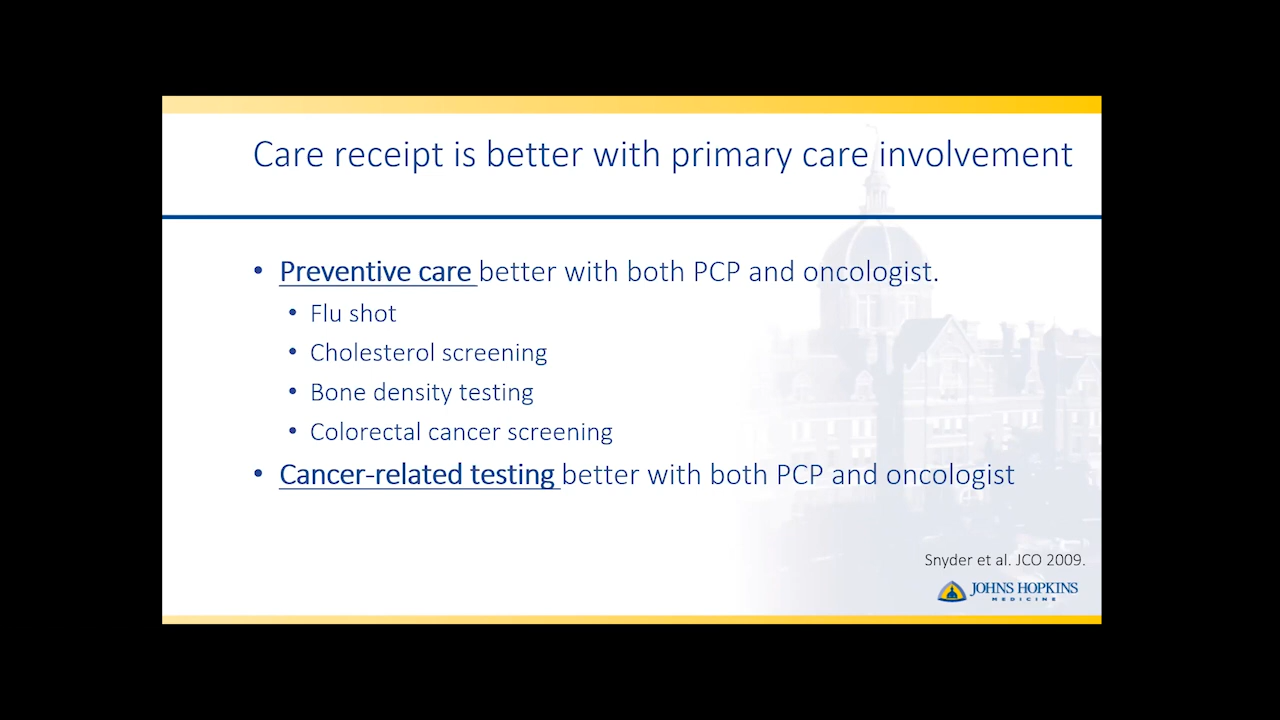 Care receipt is better with primary care involvement
• Preventive care better with both PCP and oncologist.
• Flu shot
• Cholesterol screening
• Bone density testing
• Colorectal cancer screening
• Cancer-related testing better with both PCP and oncologist
Snyder et al. JCO 2009.
JOHNS HOPKINS
MEDICINE